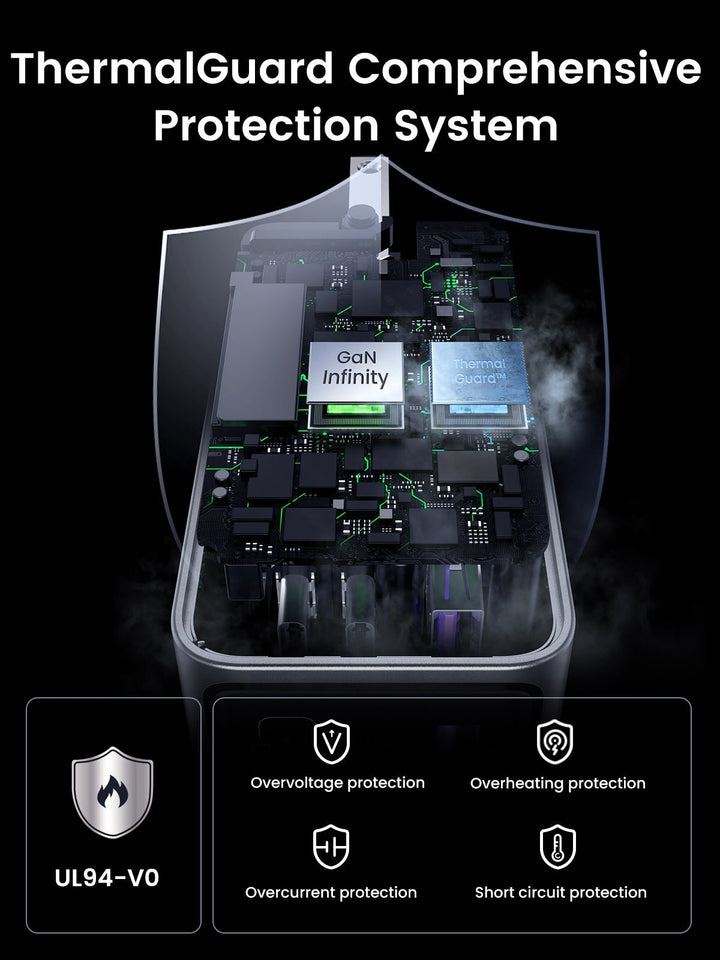 ThermalGuard Comprehensive
Protection System
GaN
Infinity
Thermal
Guard™
UL94-V0
Overvoltage protection
Overheating protection
Overcurrent protection
Short circuit protection